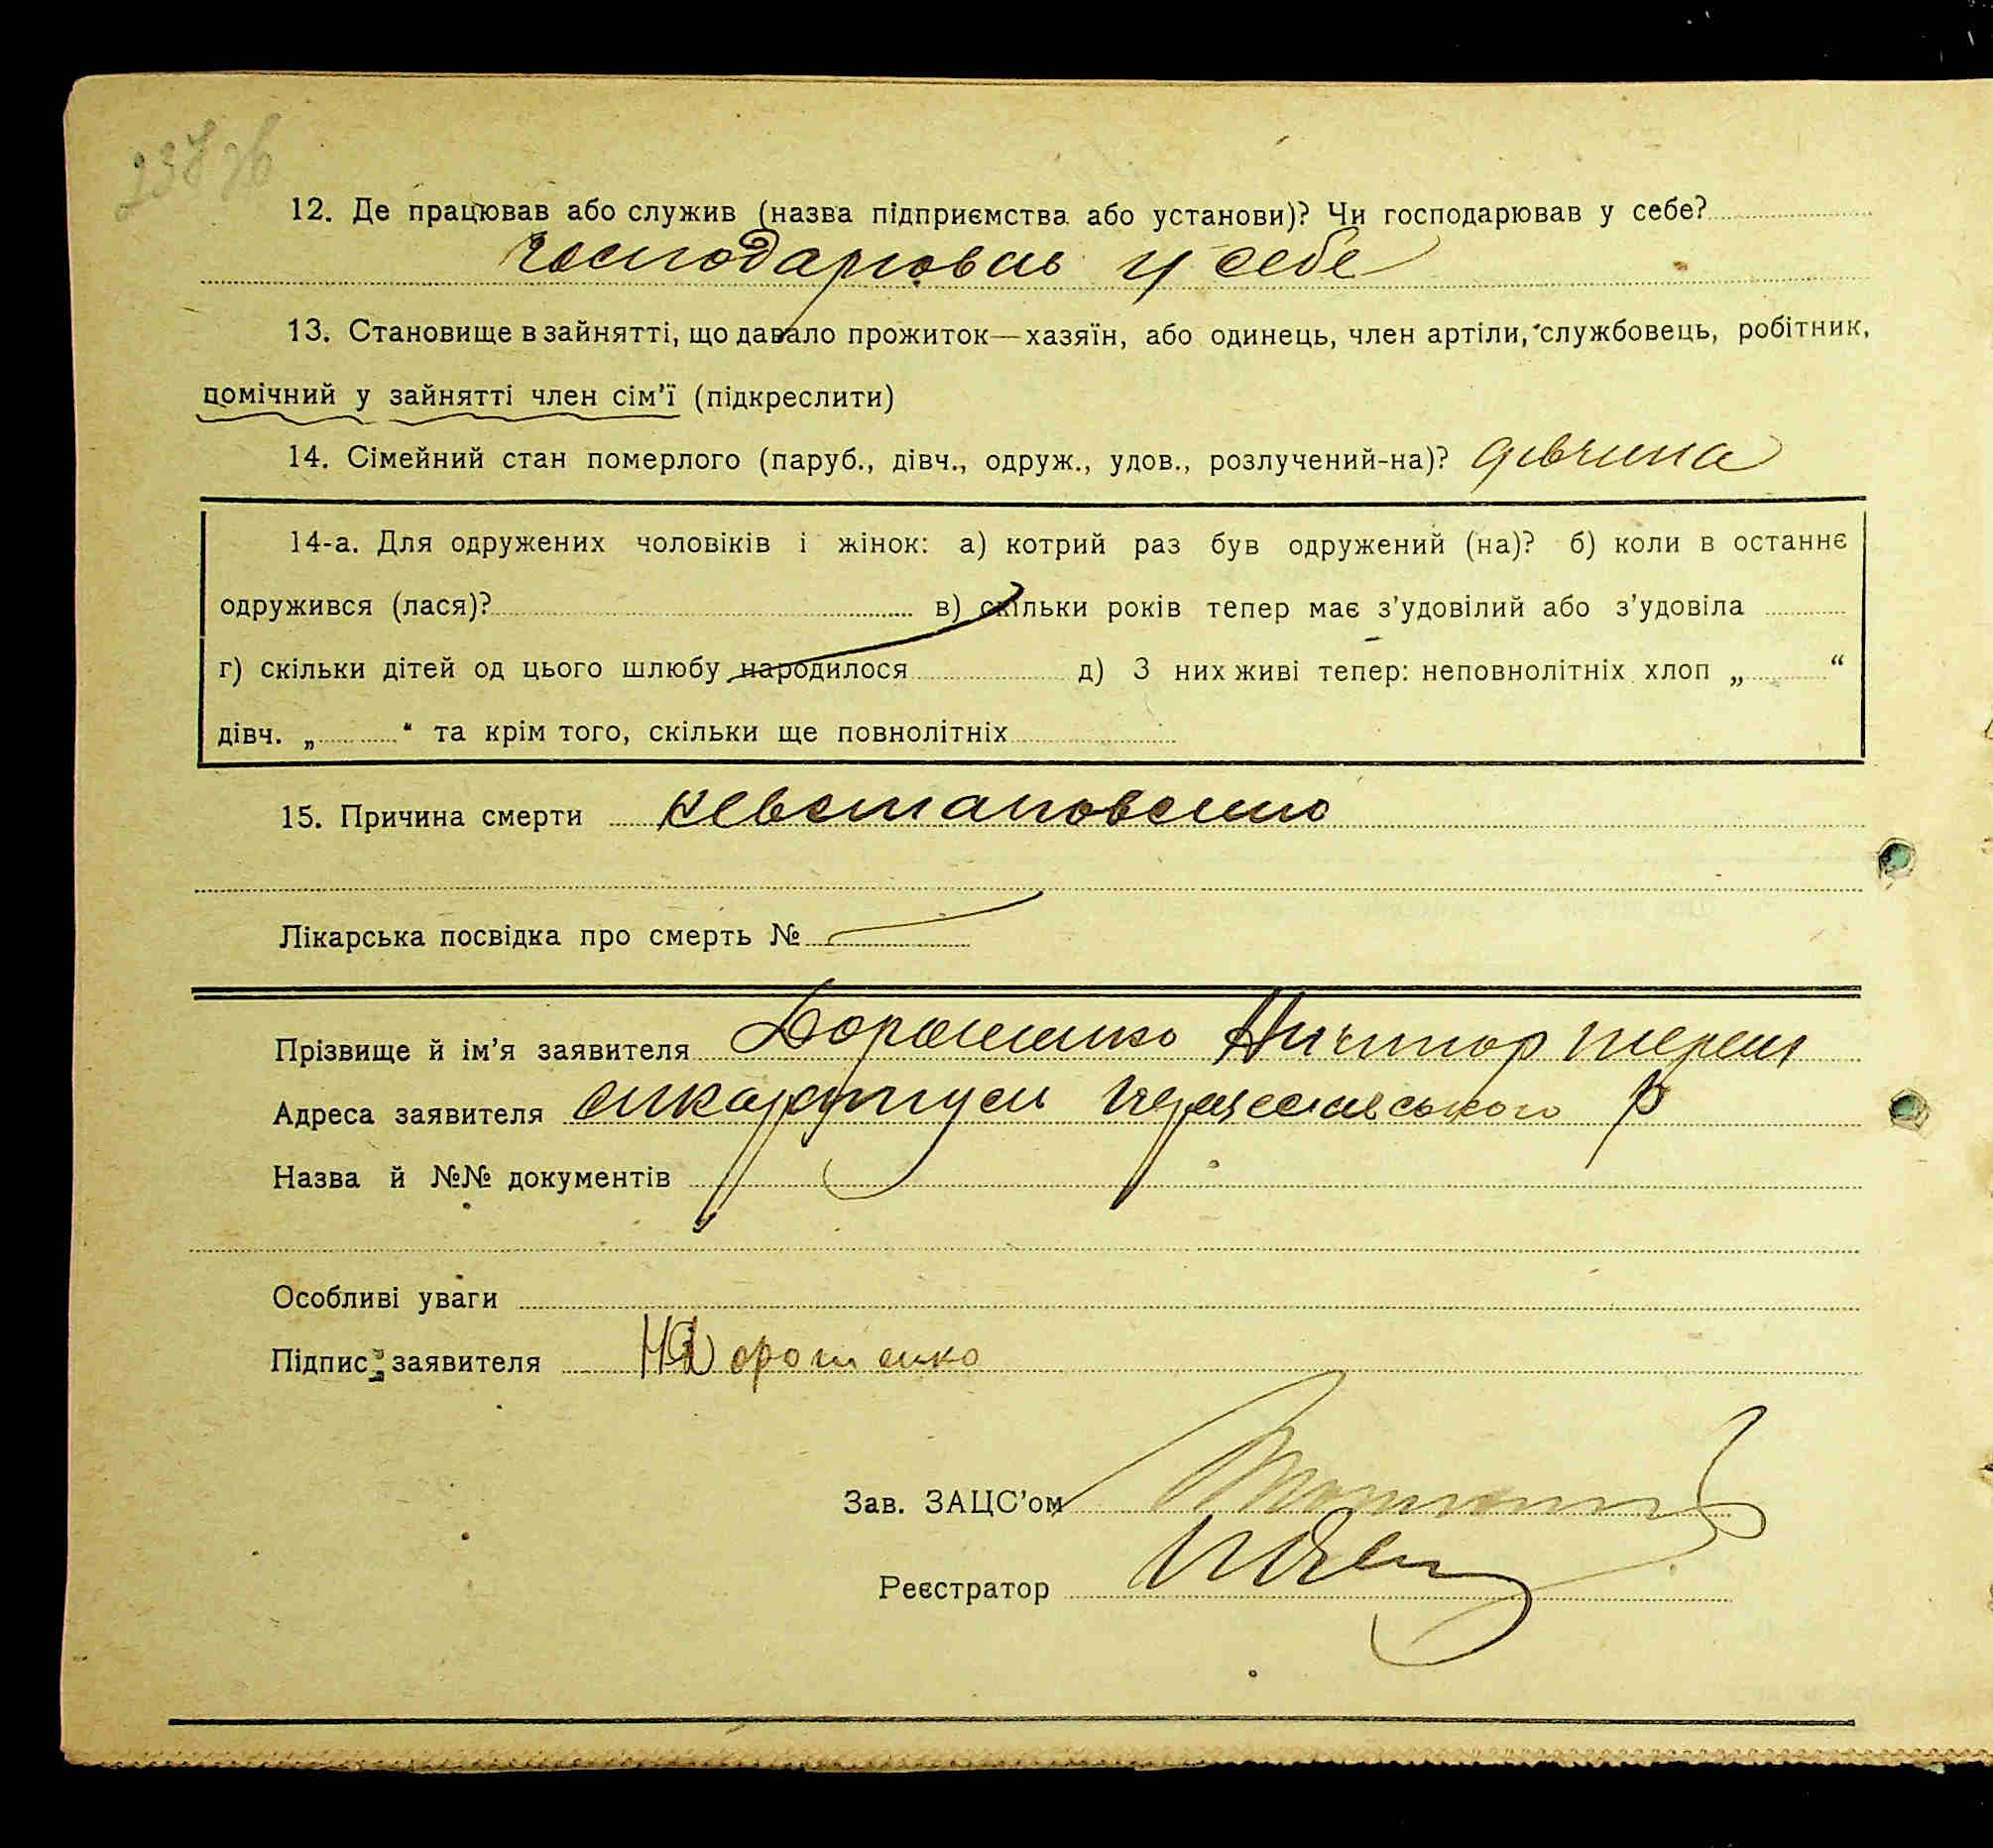 12. Де працював або служив (назва підприємства або установи)? Чи господарював у себе?
господарювась у себе
13. Становище в зайнятті, що давало прожиток—хазяїн, або одинець, член артіли, службовець, робітник,
помічний у зайнятті член сім'ї (підкреслити)
14. Сімейний стан померлого (паруб., дівч., одруж., удов., розлучений-на)? дівчина
14-а. Для одружених чоловіків і жінок: а) котрий раз був одружений (на)? б) коли в останнє
одружився (лася)? в) скільки років тепер має з'удовілий або з'удовіла
г) скільки дітей од цього шлюбу народилося д) З них живі тепер: неповнолітніх хлоп „ “
дівч. „ “ та крім того, скільки ще повнолітніх
15. Причина смерти невстановенно
Лікарська посвідка про смерть №
Прізвище й ім'я заявителя Дорошенко Ничипор
Адреса заявителя
Назва й №№ документів
Особливі уваги
Підпис заявителя НДорошенко
Зав. ЗАЦС'ом
Реєстратор